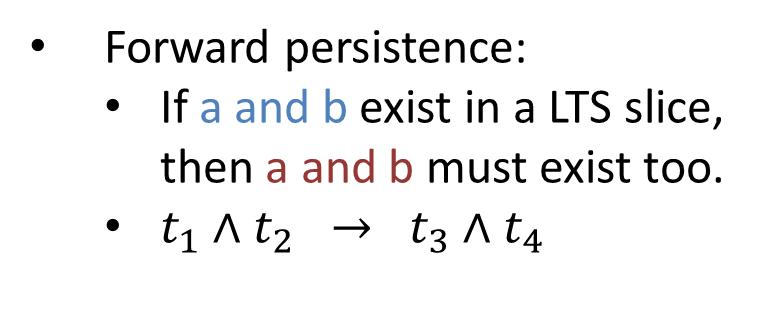 • Forward persistence:
• If a and b exist in a LTS slice,
then a and b must exist too.
• t₁ ∧ t₂ → t₃ ∧ t₄